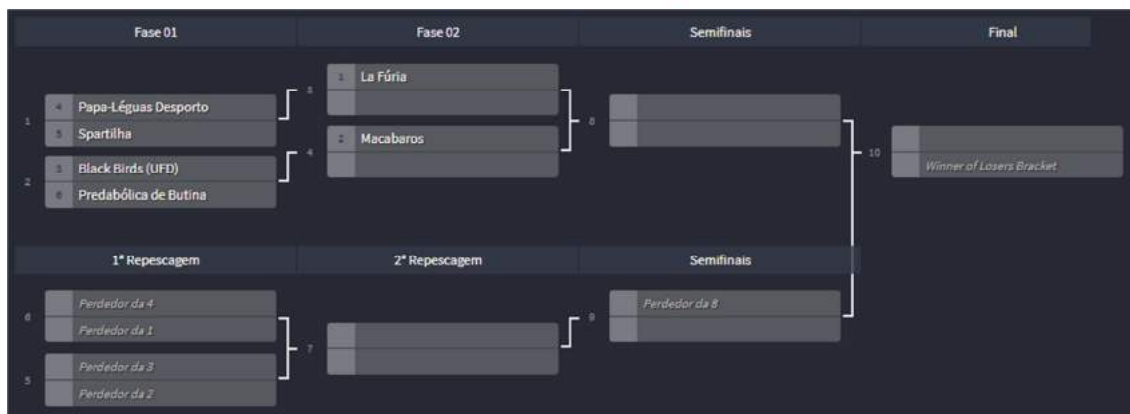 Fase 01 Fase 02 Semifinais Final
1 La Fúria
4 Papa-Léguas Desporto
3
1
8
5 Spartilha
2 Macabaros
10
Winner of Losers Bracket
3 Black Birds (UFD)
4
2
6 Predabólica de Butina
1ª Repescagem 2ª Repescagem Semifinais
Perdedor da 4
Perdedor da 8
6
9
Perdedor da 1
7
Perdedor da 3
5
Perdedor da 2